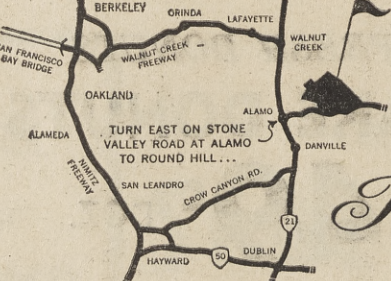 BERKELEY
ORINDA
LAFAYETTE
WALNUT CREEK
FREEWAY
WALNUT
CREEK
AN FRANCISCO
BAY BRIDGE
OAKLAND
ALAMO
ALAMEDA
TURN EAST ON STONE
VALLEY ROAD AT ALAMO
TO ROUND HILL...
DANVILLE
NIMITZ
FREEWAY
SAN LEANDRO
CROW CANYON RD.
21
HAYWARD
50
DUBLIN